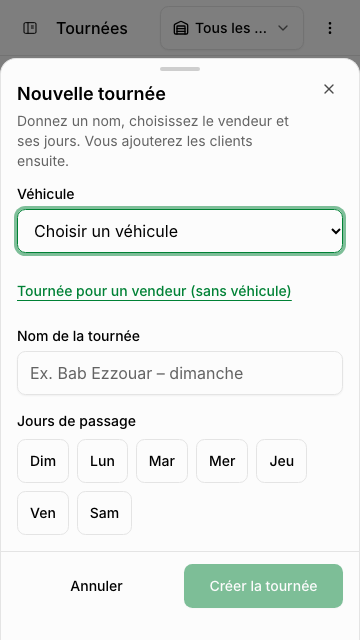 Tournées
Tous les ...
Nouvelle tournée
Donnez un nom, choisissez le vendeur et
ses jours. Vous ajouterez les clients
ensuite.
Véhicule
Choisir un véhicule
Tournée pour un vendeur (sans véhicule)
Nom de la tournée
Ex. Bab Ezzouar – dimanche
Jours de passage
Dim
Lun
Mar
Mer
Jeu
Ven
Sam
Annuler
Créer la tournée